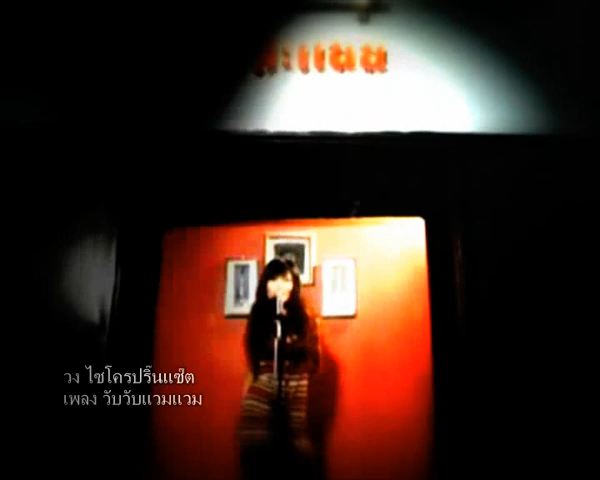 วง ไซโครปริ๊นแซ๊ต
เพลง วับวับแวมแวม